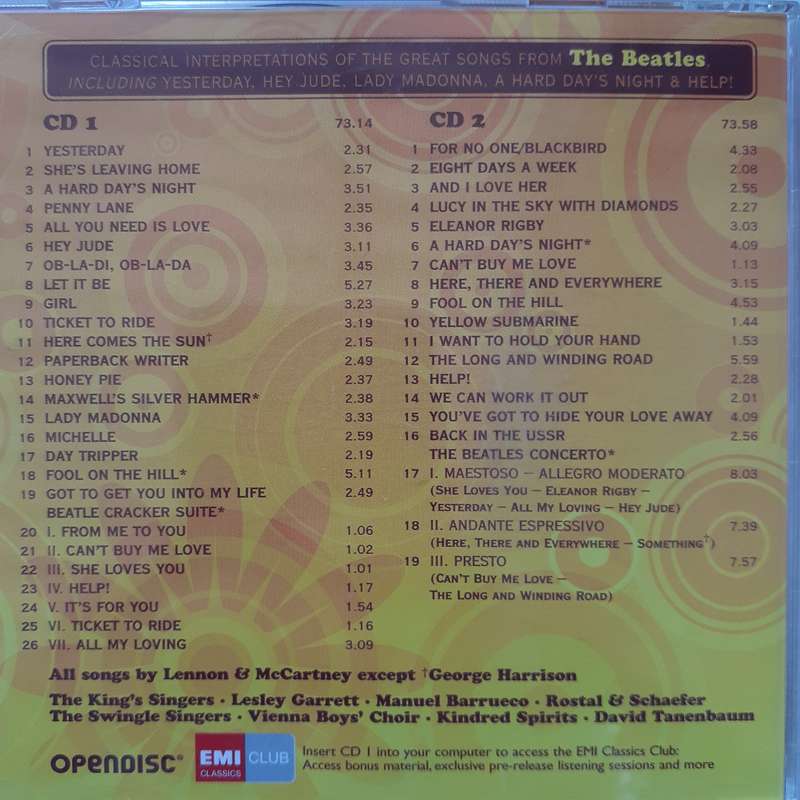 CLASSICAL INTERPRETATIONS OF THE GREAT SONGS FROM The Beatles,
INCLUDING YESTERDAY, HEY JUDE, LADY MADONNA, A HARD DAY'S NIGHT & HELP!
CD 1 73.14
1 YESTERDAY 2.31
2 SHE'S LEAVING HOME 2.57
3 A HARD DAY'S NIGHT 3.51
4 PENNY LANE 2.35
5 ALL YOU NEED IS LOVE 3.36
6 HEY JUDE 3.11
7 OB-LA-DI, OB-LA-DA 3.45
8 LET IT BE 5.27
9 GIRL 3.23
10 TICKET TO RIDE 3.19
11 HERE COMES THE SUN† 2.15
12 PAPERBACK WRITER 2.49
13 HONEY PIE 2.37
14 MAXWELL'S SILVER HAMMER* 2.38
15 LADY MADONNA 3.33
16 MICHELLE 2.59
17 DAY TRIPPER 2.19
18 FOOL ON THE HILL* 5.11
19 GOT TO GET YOU INTO MY LIFE 2.49
BEATLE CRACKER SUITE*
20 I. FROM ME TO YOU 1.06
21 II. CAN'T BUY ME LOVE 1.02
22 III. SHE LOVES YOU 1.01
23 IV. HELP! 1.17
24 V. IT'S FOR YOU 1.54
25 VI. TICKET TO RIDE 1.16
26 VII. ALL MY LOVING 3.09
CD 2 73.58
1 FOR NO ONE/BLACKBIRD 4.33
2 EIGHT DAYS A WEEK 2.08
3 AND I LOVE HER 2.55
4 LUCY IN THE SKY WITH DIAMONDS 2.27
5 ELEANOR RIGBY 3.03
6 A HARD DAY'S NIGHT* 4.09
7 CAN'T BUY ME LOVE 1.13
8 HERE, THERE AND EVERYWHERE 3.15
9 FOOL ON THE HILL 4.53
10 YELLOW SUBMARINE 1.44
11 I WANT TO HOLD YOUR HAND 1.53
12 THE LONG AND WINDING ROAD 5.59
13 HELP! 2.28
14 WE CAN WORK IT OUT 2.01
15 YOU'VE GOT TO HIDE YOUR LOVE AWAY 4.09
16 BACK IN THE USSR 2.56
THE BEATLES CONCERTO*
17 I. MAESTOSO – ALLEGRO MODERATO 8.03
(SHE LOVES YOU – ELEANOR RIGBY –
YESTERDAY – ALL MY LOVING – HEY JUDE)
18 II. ANDANTE ESPRESSIVO 7.39
(HERE, THERE AND EVERYWHERE – SOMETHING†)
19 III. PRESTO 7.57
(CAN'T BUY ME LOVE –
THE LONG AND WINDING ROAD)
All songs by Lennon & McCartney except †George Harrison
The King's Singers · Lesley Garrett · Manuel Barrueco · Rostal & Schaefer
The Swingle Singers · Vienna Boys' Choir · Kindred Spirits · David Tanenbaum
OPENDISC®
EMI CLASSICS CLUB
Insert CD 1 into your computer to access the EMI Classics Club:
Access bonus material, exclusive pre-release listening sessions and more